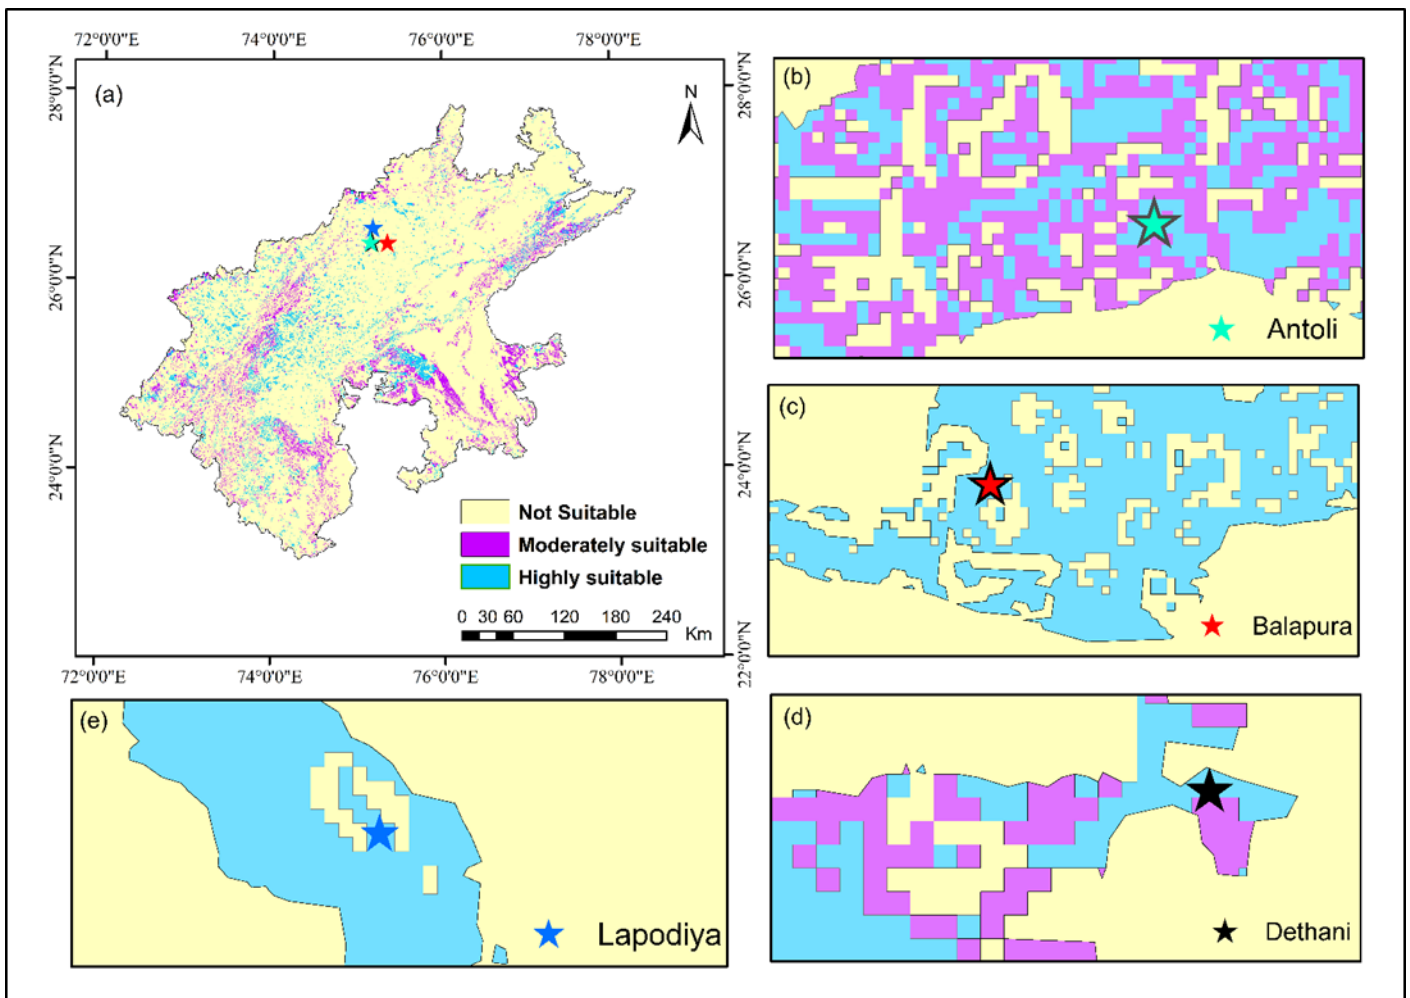 72°0'0"E 74°0'0"E 76°0'0"E 78°0'0"E
(a)
N
28°0'0"N
26°0'0"N
24°0'0"N
28°0'0"N
26°0'0"N
24°0'0"N
22°0'0"N
Not Suitable
Moderately suitable
Highly suitable
0 30 60 120 180 240
Km
72°0'0"E 74°0'0"E 76°0'0"E 78°0'0"E
(b)
Antoli
(c)
Balapura
(e)
Lapodiya
(d)
Dethani